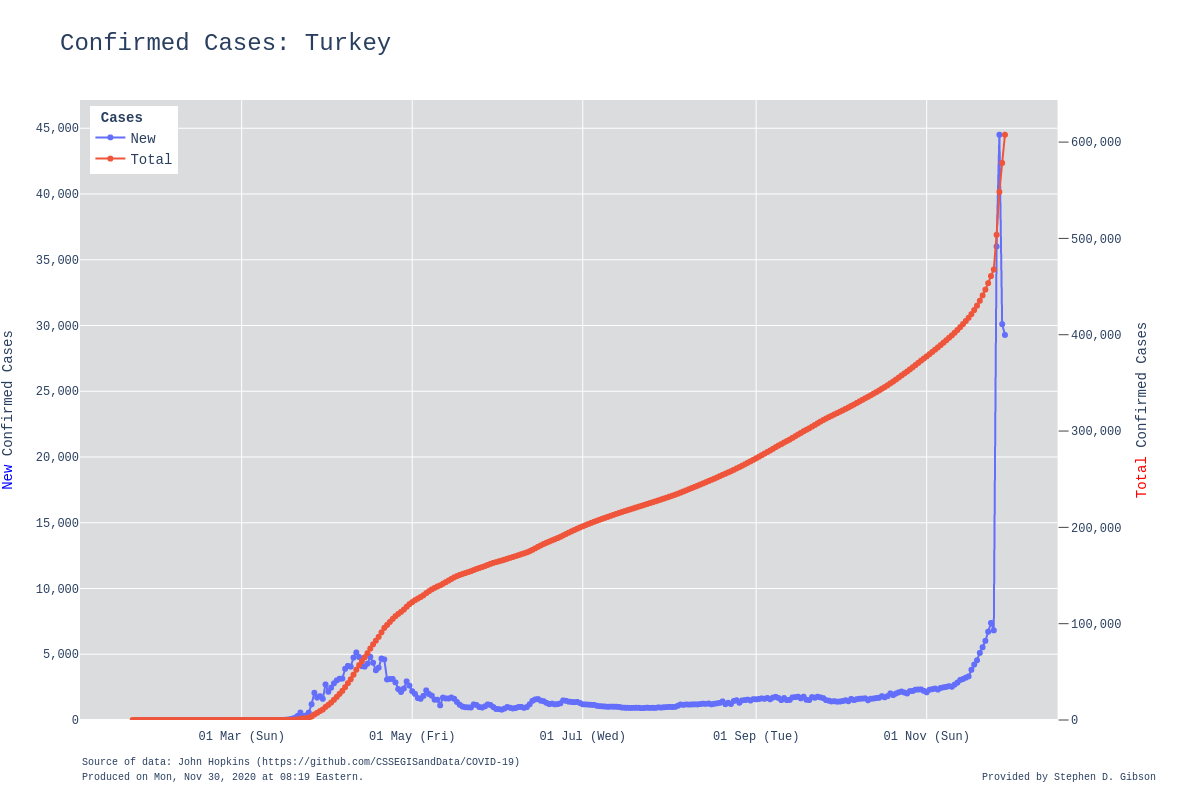 Confirmed Cases: Turkey
Cases
New
Total
45,000
40,000
35,000
30,000
25,000
20,000
15,000
10,000
5,000
0
New Confirmed Cases
600,000
500,000
400,000
300,000
200,000
100,000
0
Total Confirmed Cases
01 Mar (Sun)
01 May (Fri)
01 Jul (Wed)
01 Sep (Tue)
01 Nov (Sun)
Source of data: John Hopkins (https://github.com/CSSEGISandData/COVID-19)
Produced on Mon, Nov 30, 2020 at 08:19 Eastern.
Provided by Stephen D. Gibson